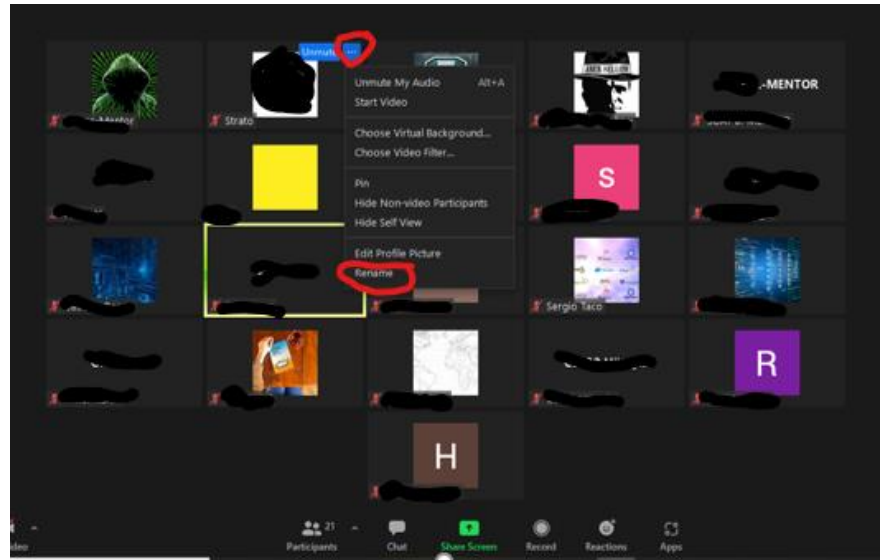 Unmute ...
-MENTOR
Unmute My Audio Alt+A
Start Video
Strato
Choose Virtual Background...
Choose Video Filter...
S
Pin
Hide Non-video Participants
Hide Self View
Edit Profile Picture
Rename
Sergio Taco
R
H
21
Participants
Chat
Share Screen
Record
Reactions
Apps